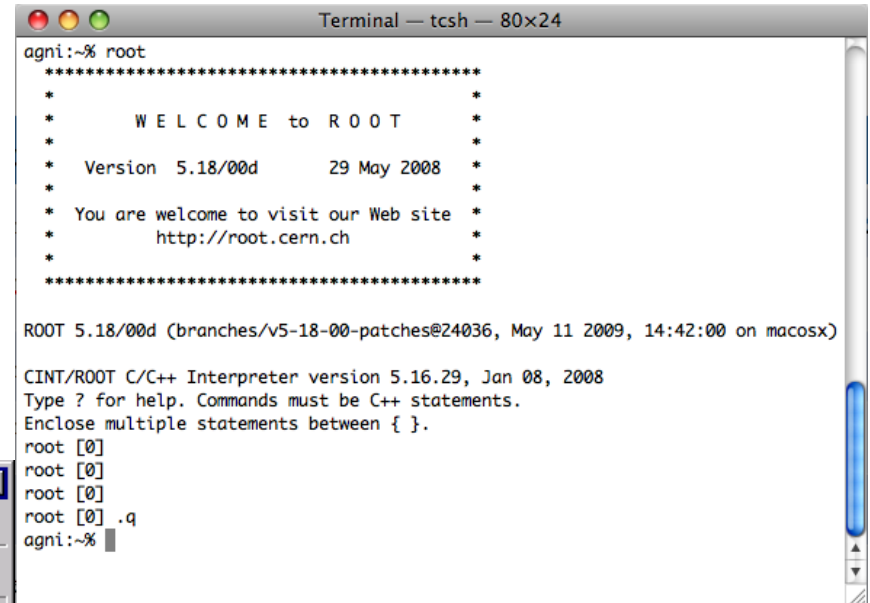 Terminal — tcsh — 80×24
agni:~% root
*******************************************
* *
* W E L C O M E to R O O T *
* *
* Version 5.18/00d 29 May 2008 *
* *
* You are welcome to visit our Web site *
* http://root.cern.ch *
* *
*******************************************
ROOT 5.18/00d (branches/v5-18-00-patches@24036, May 11 2009, 14:42:00 on macosx)
CINT/ROOT C/C++ Interpreter version 5.16.29, Jan 08, 2008
Type ? for help. Commands must be C++ statements.
Enclose multiple statements between { }.
root [0]
root [0]
root [0]
root [0] .q
agni:~%